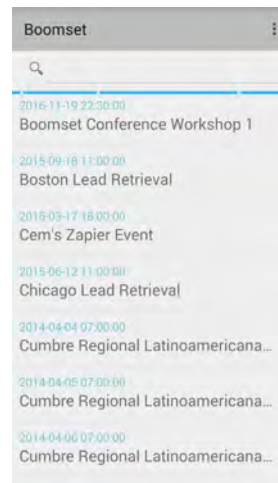 Boomset
2016-11-19 22:30:00
Boomset Conference Workshop 1
2015-09-18 11:00:00
Boston Lead Retrieval
2015-03-17 18:00:00
Cem's Zapier Event
2015-06-12 11:00:00
Chicago Lead Retrieval
2014-04-04 07:00:00
Cumbre Regional Latinoamericana...
2014-04-05 07:00:00
Cumbre Regional Latinoamericana...
2014-04-06 07:00:00
Cumbre Regional Latinoamericana...